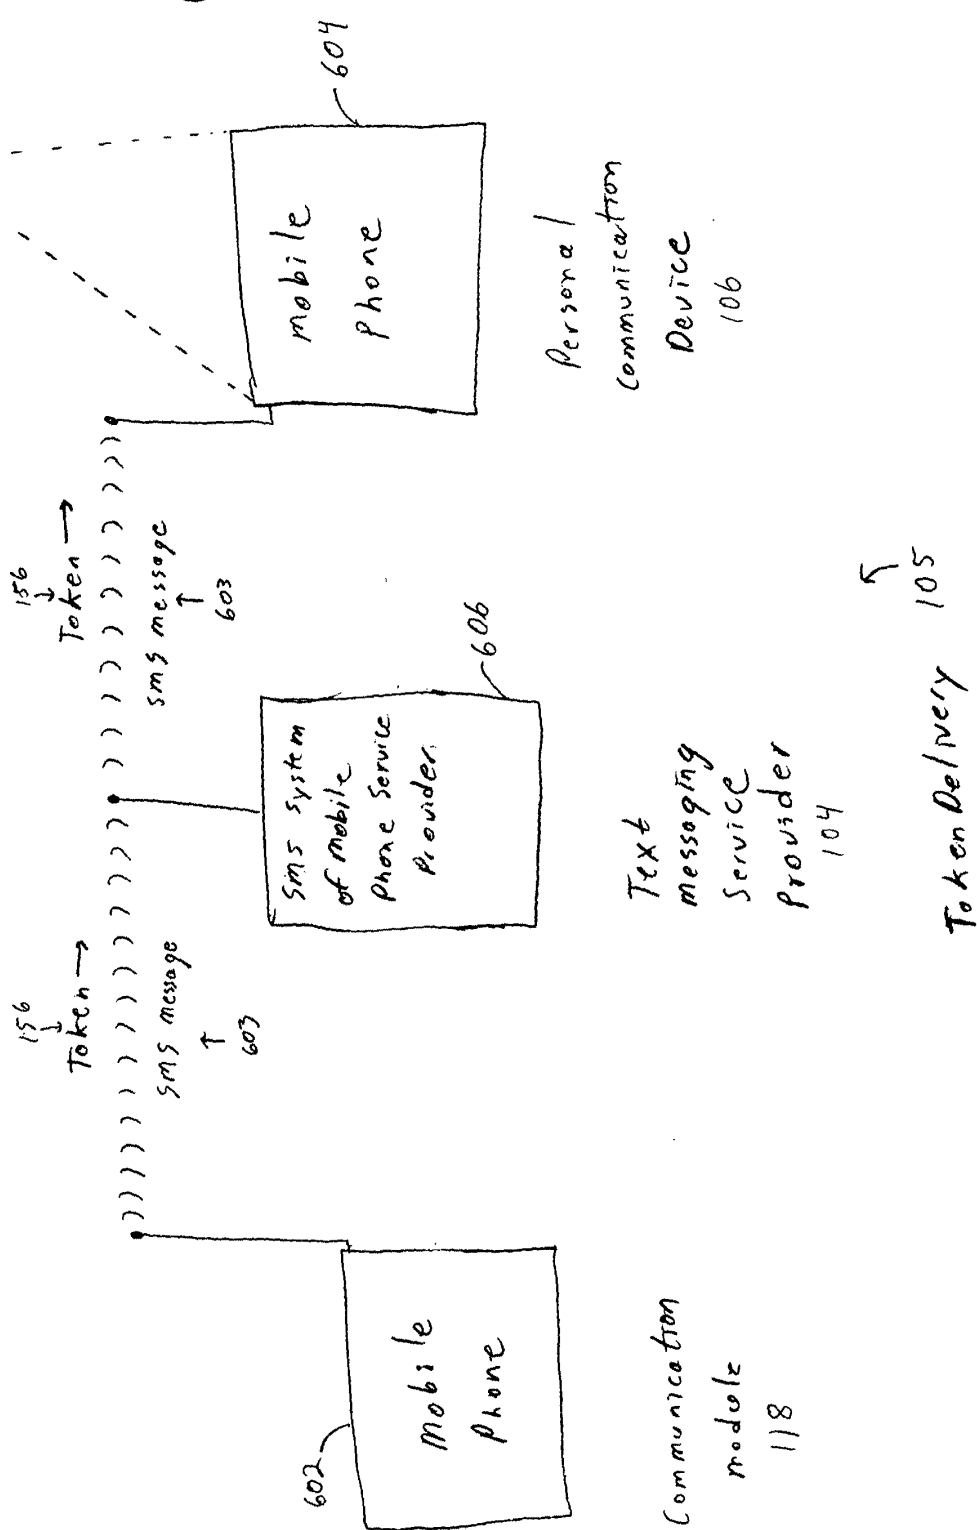 602
Mobile
Phone
Communication
module
118
156
Token →
SMS message
↑
603
SMS System
of Mobile
Phone Service
Provider.
606
Text
Messaging
Service
Provider
104
156
Token →
SMS message
↑
603
Mobile
Phone
604
Personal
Communication
Device
106
Token Delivery 105